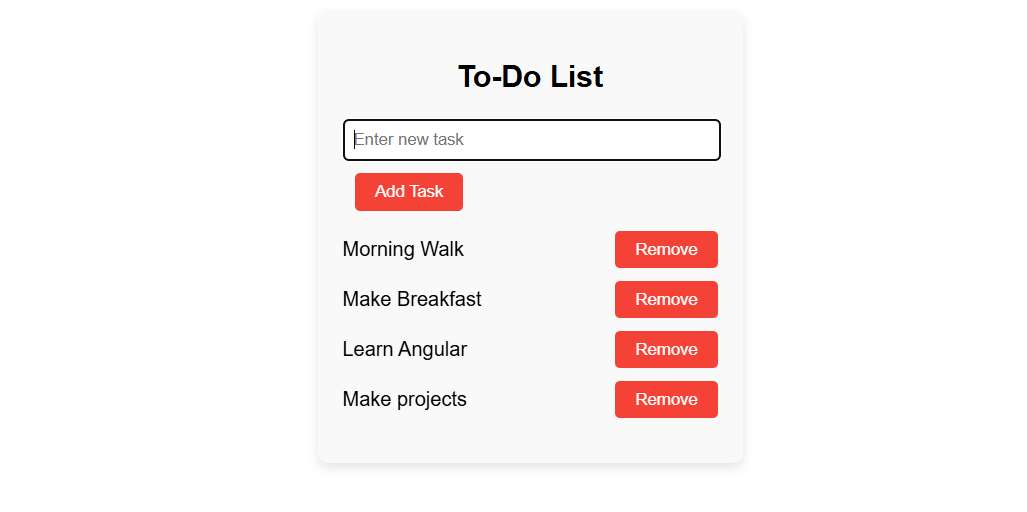 To-Do List
Enter new task
Add Task
Morning Walk Remove
Make Breakfast Remove
Learn Angular Remove
Make projects Remove